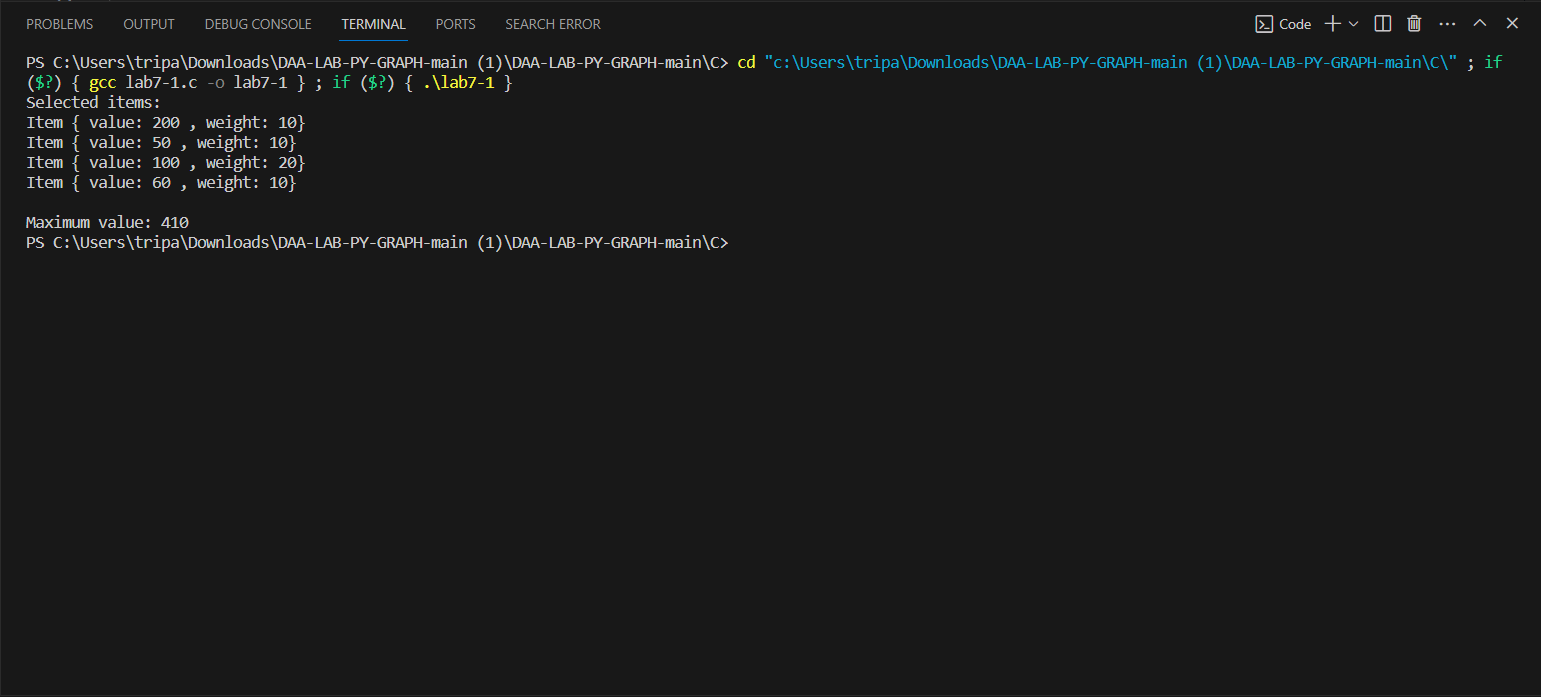 PROBLEMS OUTPUT DEBUG CONSOLE TERMINAL PORTS SEARCH ERROR Code
PS C:\Users\tripa\Downloads\DAA-LAB-PY-GRAPH-main (1)\DAA-LAB-PY-GRAPH-main\C> cd "c:\Users\tripa\Downloads\DAA-LAB-PY-GRAPH-main (1)\DAA-LAB-PY-GRAPH-main\C\" ; if
($?) { gcc lab7-1.c -o lab7-1 } ; if ($?) { .\lab7-1 }
Selected items:
Item { value: 200 , weight: 10}
Item { value: 50 , weight: 10}
Item { value: 100 , weight: 20}
Item { value: 60 , weight: 10}
Maximum value: 410
PS C:\Users\tripa\Downloads\DAA-LAB-PY-GRAPH-main (1)\DAA-LAB-PY-GRAPH-main\C>